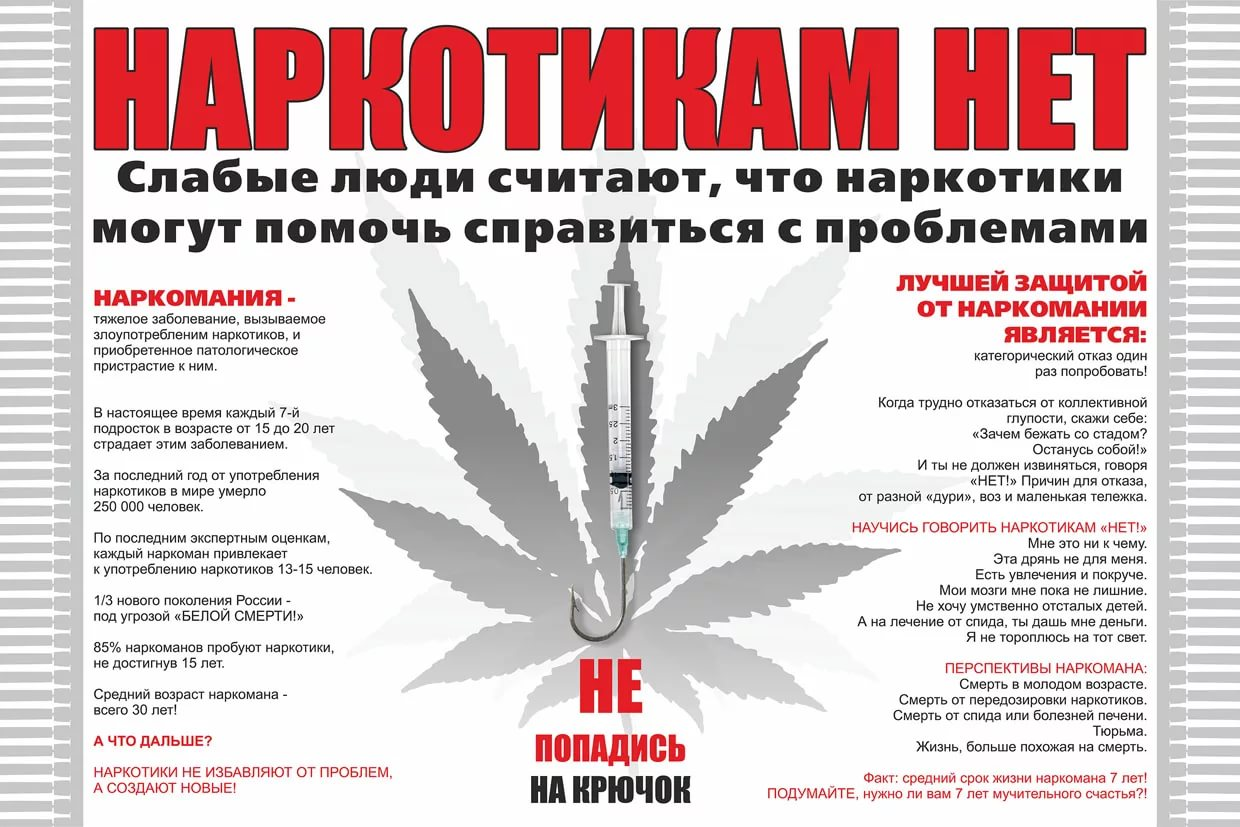 НАРКОТИКАМ НЕТ
Слабые люди считают, что наркотики
могут помочь справиться с проблемами
НАРКОМАНИЯ -
тяжелое заболевание, вызываемое
злоупотреблением наркотиков, и
приобретенное патологическое
пристрастие к ним.
В настоящее время каждый 7-й
подросток в возрасте от 15 до 20 лет
страдает этим заболеванием.
За последний год от употребления
наркотиков в мире умерло
250 000 человек.
По последним экспертным оценкам,
каждый наркоман привлекает
к употреблению наркотиков 13-15 человек.
1/3 нового поколения России -
под угрозой «БЕЛОЙ СМЕРТИ!»
85% наркоманов пробуют наркотики,
не достигнув 15 лет.
Средний возраст наркомана -
всего 30 лет!
А ЧТО ДАЛЬШЕ?
НАРКОТИКИ НЕ ИЗБАВЛЯЮТ ОТ ПРОБЛЕМ,
А СОЗДАЮТ НОВЫЕ!
НЕ
ПОПАДИСЬ
НА КРЮЧОК
ЛУЧШЕЙ ЗАЩИТОЙ
ОТ НАРКОМАНИИ
ЯВЛЯЕТСЯ:
категорический отказ один
раз попробовать!
Когда трудно отказаться от коллективной
глупости, скажи себе:
«Зачем бежать со стадом?
Останусь собой!»
И ты не должен извиняться, говоря
«НЕТ!» Причин для отказа,
от разной «дури», воз и маленькая тележка.
НАУЧИСЬ ГОВОРИТЬ НАРКОТИКАМ «НЕТ!»
Мне это ни к чему.
Эта дрянь не для меня.
Есть увлечения и покруче.
Мои мозги мне пока не лишние.
Не хочу умственно отсталых детей.
А на лечение от спида, ты дашь мне деньги.
Я не тороплюсь на тот свет.
ПЕРСПЕКТИВЫ НАРКОМАНА:
Смерть в молодом возрасте.
Смерть от передозировки наркотиков.
Смерть от спида или болезней печени.
Тюрьма.
Жизнь, больше похожая на смерть.
Факт: средний срок жизни наркомана 7 лет!
ПОДУМАЙТЕ, нужно ли вам 7 лет мучительного счастья?!